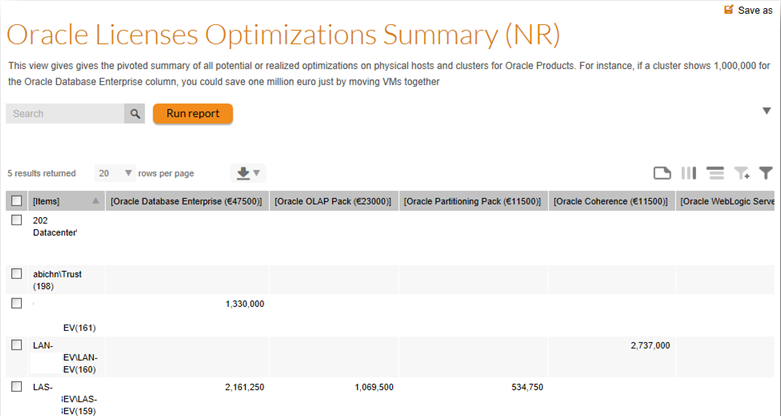 Save as
Oracle Licenses Optimizations Summary (NR)
This view gives gives the pivoted summary of all potential or realized optimizations on physical hosts and clusters for Oracle Products. For instance, if a cluster shows 1,000,000 for
the Oracle Database Enterprise column, you could save one million euro just by moving VMs together
Search
Run report
5 results returned 20 rows per page
[Items] [Oracle Database Enterprise (€47500)] [Oracle OLAP Pack (€23000)] [Oracle Partitioning Pack (€11500)] [Oracle Coherence (€11500)] [Oracle WebLogic Serve
202
Datacenter'
abichn\Trust
(198)
1,330,000
EV(161)
LAN-
2,737,000
EV\LAN-
EV(160)
LAS-
2,161,250 1,069,500 534,750
EV\LAS-
EV(159)